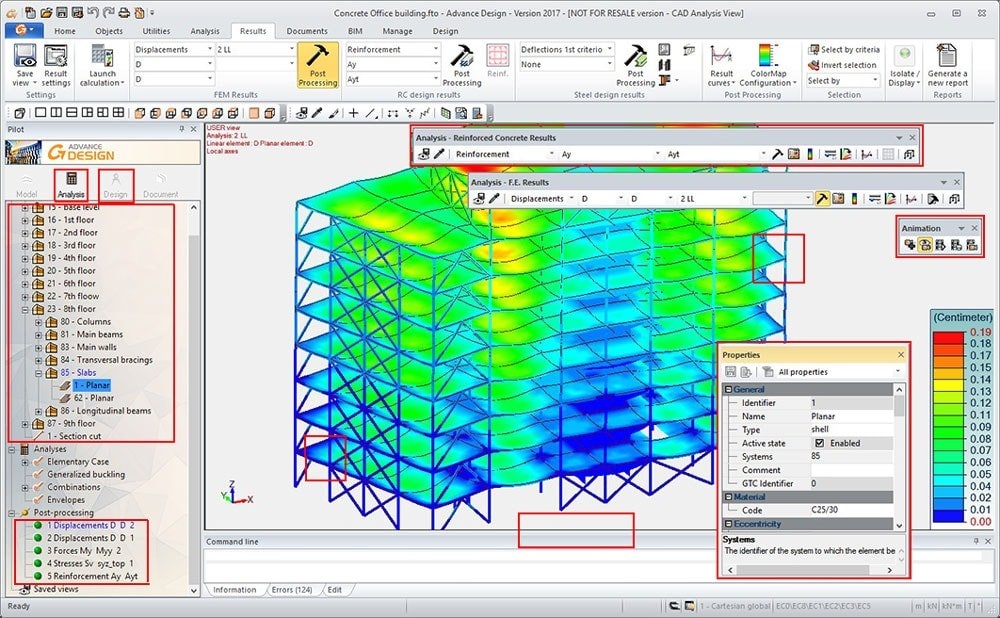 Concrete Office building.fto - Advance Design - Version 2017 - [NOT FOR RESALE version - CAD Analysis View]
Home Objects Utilities Analysis Results Documents BIM Manage Design
Save view Result settings
Settings
Launch calculation
Displacements 2 LL
D
D
Post Processing
FEM Results
Reinforcement
Ay
Ayt
Post Processing
Reinf.
RC design results
Deflections 1st criterio
None
Post Processing
Steel design results
Result curves ColorMap Configuration
Post Processing
Select by criteria
Invert selection
Select by
Selection
Isolate / Display
Generate a new report
Reports
Pilot
ADVANCE
DESIGN
Model Analysis Design Document
15 - base level
16 - 1st floor
17 - 2nd floor
18 - 3rd floor
19 - 4th floor
20 - 5th floor
21 - 6th floor
22 - 7th floow
23 - 8th floor
80 - Columns
81 - Main beams
83 - Main walls
84 - Transversal bracings
85 - Slabs
1 - Planar
62 - Planar
86 - Longitudinal beams
87 - 9th floor
1 - Section cut
Analyses
Elementary Case
Generalized buckling
Combinations
Envelopes
Post-processing
1 Displacements D D 2
2 Displacements D D 1
3 Forces My Myy 2
4 Stresses Sv syz_top 1
5 Reinforcement Ay Ayt
Saved views
USER view
Analysis: 2 LL
Linear element : D Planar element : D
Local axes
Analysis - Reinforced Concrete Results
Reinforcement Ay Ayt
Analysis - F.E. Results
Displacements D D 2 LL
Animation
(Centimeter)
0.19
0.18
0.17
0.16
0.15
0.14
0.13
0.12
0.11
0.10
0.09
0.08
0.07
0.06
0.05
0.04
0.03
0.02
0.01
0.00
Z
Y
X
Properties
All properties
General
Identifier 1
Name Planar
Type shell
Active state Enabled
Systems 85
Comment
GTC Identifier 0
Material
Code C25/30
Eccentricity
Systems
The identifier of the system to which the element be
Command line
Information Errors (124) Edit
Ready
1 - Cartesian global EC0\EC8\EC1\EC2\EC3\EC5 m kN kN*m T °